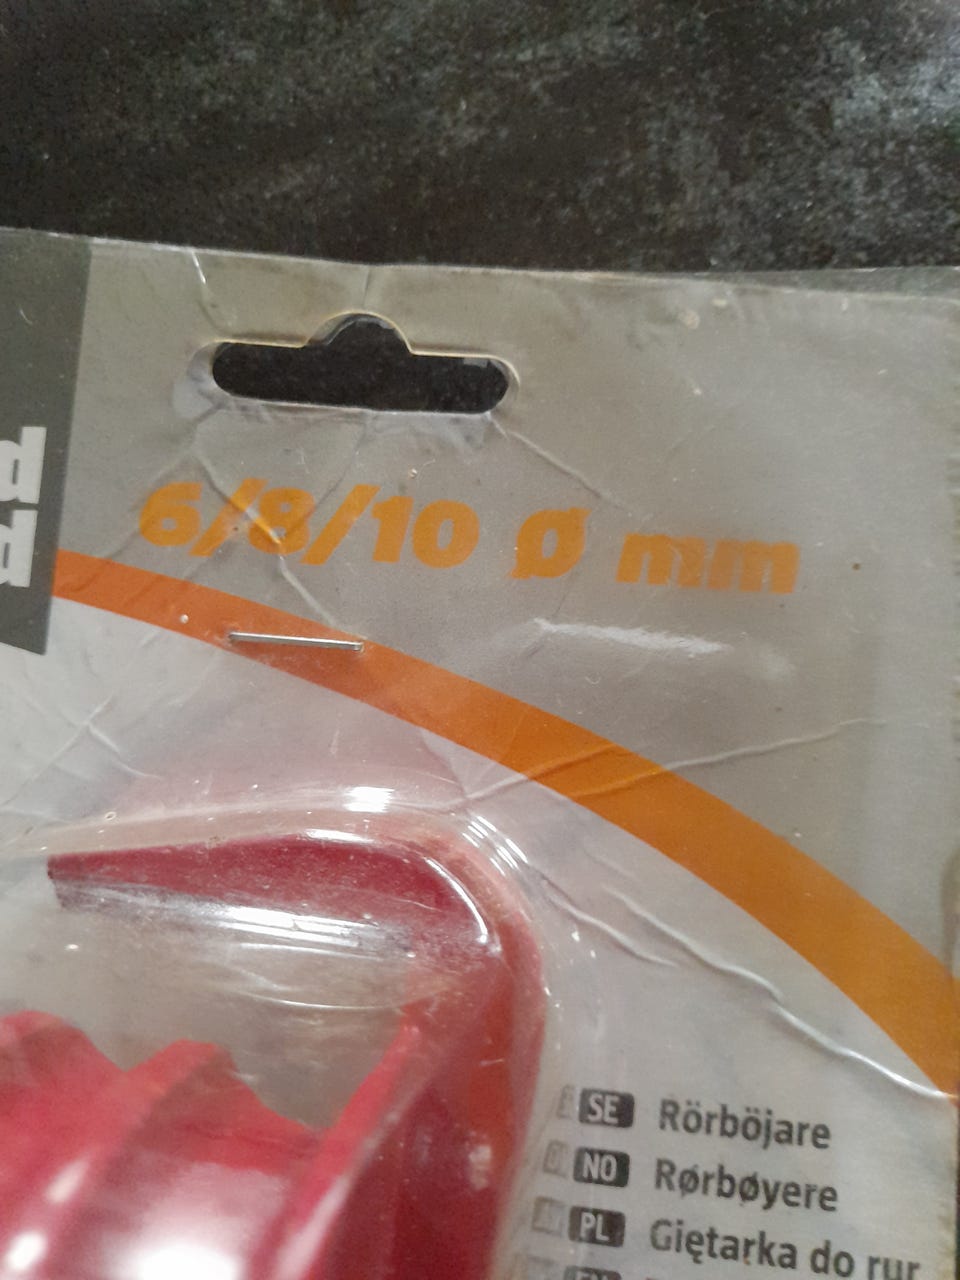 6/8/10 Ø mm
SE Rörböjare
NO Rørbøyere
PL Giętarka do rur